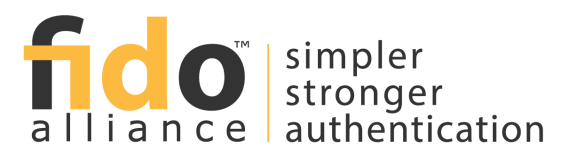 fido™
alliance
simpler
stronger
authentication